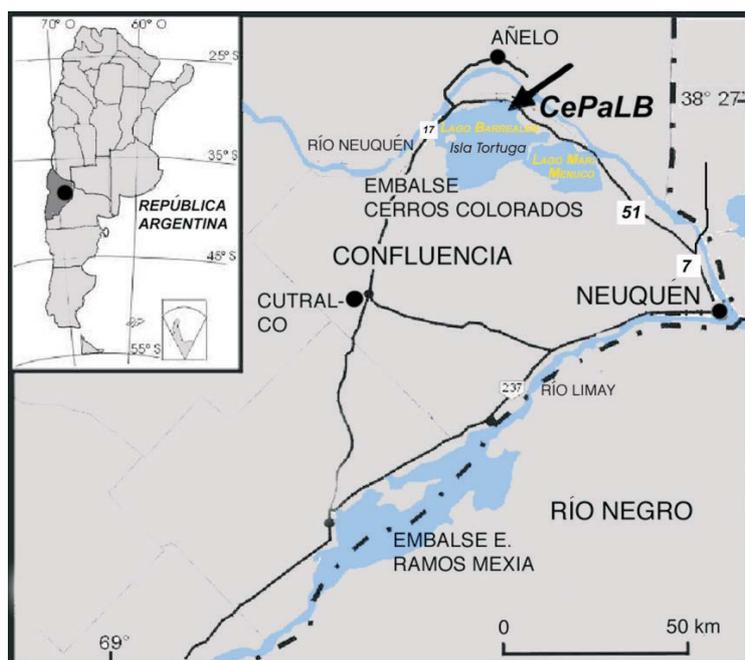 70° O
60° O
25° S
35° S
45° S
55° S
REPÚBLICA
ARGENTINA
AÑELO
CePaLB
38° 27'
17
LAGO BARREALES
RÍO NEUQUÉN
Isla Tortuga
LAGO MARI
MENUCO
EMBALSE
CERROS COLORADOS
51
CONFLUENCIA
7
CUTRAL-
CO
NEUQUEN
237
RÍO LIMAY
RÍO NEGRO
EMBALSE E.
RAMOS MEXIA
69°
0
50 km